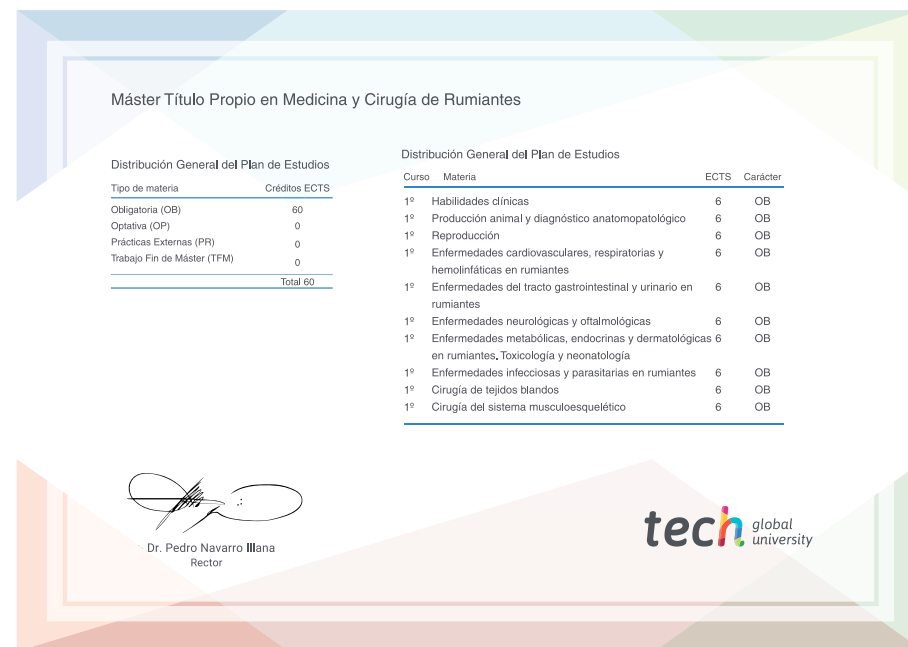 Máster Título Propio en Medicina y Cirugía de Rumiantes
Distribución General del Plan de Estudios
Tipo de materia Créditos ECTS
Obligatoria (OB) 60
Optativa (OP) 0
Prácticas Externas (PR) 0
Trabajo Fin de Máster (TFM) 0
Total 60
Distribución General del Plan de Estudios
Curso Materia ECTS Carácter
1º Habilidades clínicas 6 OB
1º Producción animal y diagnóstico anatomopatológico 6 OB
1º Reproducción 6 OB
1º Enfermedades cardiovasculares, respiratorias y 6 OB
hemolinfáticas en rumiantes
1º Enfermedades del tracto gastrointestinal y urinario en 6 OB
rumiantes
1º Enfermedades neurológicas y oftalmológicas 6 OB
1º Enfermedades metabólicas, endocrinas y dermatológicas 6 OB
en rumiantes. Toxicología y neonatología
1º Enfermedades infecciosas y parasitarias en rumiantes 6 OB
1º Cirugía de tejidos blandos 6 OB
1º Cirugía del sistema musculoesquelético 6 OB
Dr. Pedro Navarro Illana
Rector
tech global
university